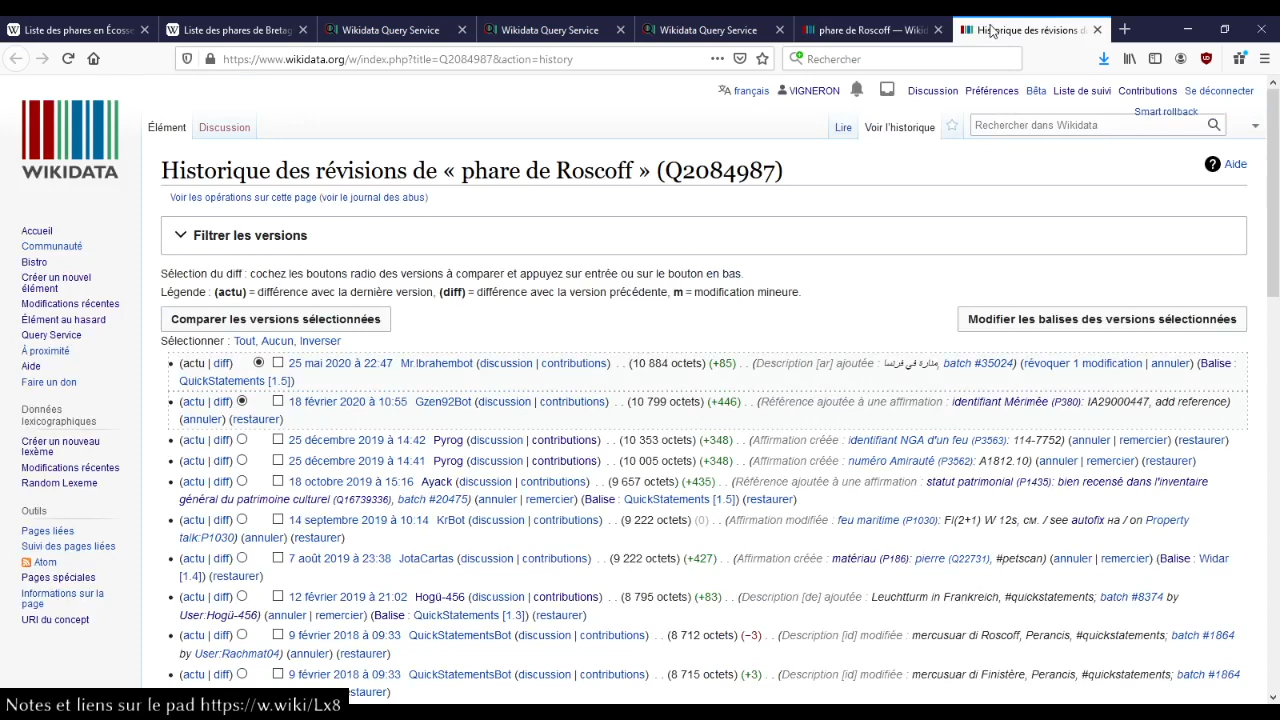 Liste des phares en Écosse
Liste des phares de Bretag
Wikidata Query Service
Wikidata Query Service
Wikidata Query Service
phare de Roscoff — Wikid
Historique des révisions d
https://www.wikidata.org/w/index.php?title=Q2084987&action=history
Rechercher
français VIGNERON Discussion Préférences Bêta Liste de suivi Contributions Se déconnecter
Smart rollback
Élément Discussion Lire Voir l'historique Rechercher dans Wikidata
WIKIDATA
Historique des révisions de « phare de Roscoff » (Q2084987)
Aide
Voir les opérations sur cette page (voir le journal des abus)
Filtrer les versions
Sélection du diff : cochez les boutons radio des versions à comparer et appuyez sur entrée ou sur le bouton en bas.
Légende : (actu) = différence avec la dernière version, (diff) = différence avec la version précédente, m = modification mineure.
Comparer les versions sélectionnées
Modifier les balises des versions sélectionnées
Sélectionner : Tout, Aucun, Inverser
(actu | diff) 25 mai 2020 à 22:47 Mr.Ibrahembot (discussion | contributions) . . (10 884 octets) (+85) . . (Description [ar] ajoutée : منارة في فرنسا, batch #35024) (révoquer 1 modification | annuler) (Balise :
QuickStatements [1.5])
(actu | diff) 18 février 2020 à 10:55 Gzen92Bot (discussion | contributions) . . (10 799 octets) (+446) . . (Référence ajoutée à une affirmation : identifiant Mérimée (P380): IA29000447, add reference)
(annuler) (restaurer)
(actu | diff) 25 décembre 2019 à 14:42 Pyrog (discussion | contributions) . . (10 353 octets) (+348) . . (Affirmation créée : identifiant NGA d'un feu (P3563): 114-7752) (annuler | remercier) (restaurer)
(actu | diff) 25 décembre 2019 à 14:41 Pyrog (discussion | contributions) . . (10 005 octets) (+348) . . (Affirmation créée : numéro Amirauté (P3562): A1812.10) (annuler | remercier) (restaurer)
(actu | diff) 18 octobre 2019 à 15:16 Ayack (discussion | contributions) . . (9 657 octets) (+435) . . (Référence ajoutée à une affirmation : statut patrimonial (P1435): bien recensé dans l'inventaire
général du patrimoine culturel (Q16739336), batch #20475) (annuler | remercier) (Balise : QuickStatements [1.5]) (restaurer)
(actu | diff) 14 septembre 2019 à 10:14 KrBot (discussion | contributions) . . (9 222 octets) (0) . . (Affirmation modifiée : feu maritime (P1030): Fl(2+1) W 12s, см. / see autofix на / on Property
talk:P1030) (annuler) (restaurer)
(actu | diff) 7 août 2019 à 23:38 JotaCartas (discussion | contributions) . . (9 222 octets) (+427) . . (Affirmation créée : matériau (P186): pierre (Q22731), #petscan) (annuler | remercier) (Balise : Widar
[1.4]) (restaurer)
(actu | diff) 12 février 2019 à 21:02 Hogü-456 (discussion | contributions) . . (8 795 octets) (+83) . . (Description [de] ajoutée : Leuchtturm in Frankreich, #quickstatements; batch #8374 by
User:Hogü-456) (annuler | remercier) (Balise : QuickStatements [1.3]) (restaurer)
(actu | diff) 9 février 2018 à 09:33 QuickStatementsBot (discussion | contributions) . . (8 712 octets) (−3) . . (Description [id] modifiée : mercusuar di Roscoff, Perancis, #quickstatements; batch #1864
by User:Rachmat04) (annuler) (restaurer)
(actu | diff) 9 février 2018 à 09:33 QuickStatementsBot (discussion | contributions) . . (8 715 octets) (+3) . . (Description [id] modifiée : mercusuar di Finistère, Perancis, #quickstatements; batch #1864
staurer)
Accueil
Communauté
Bistro
Créer un nouvel
élément
Modifications récentes
Élément au hasard
Query Service
À proximité
Aide
Faire un don
Données
lexicographiques
Créer un nouveau
lexème
Modifications récentes
Random Lexeme
Outils
Pages liées
Suivi des pages liées
Atom
Pages spéciales
Informations sur la
page
URI du concept
Notes et liens sur le pad https://w.wiki/Lx8